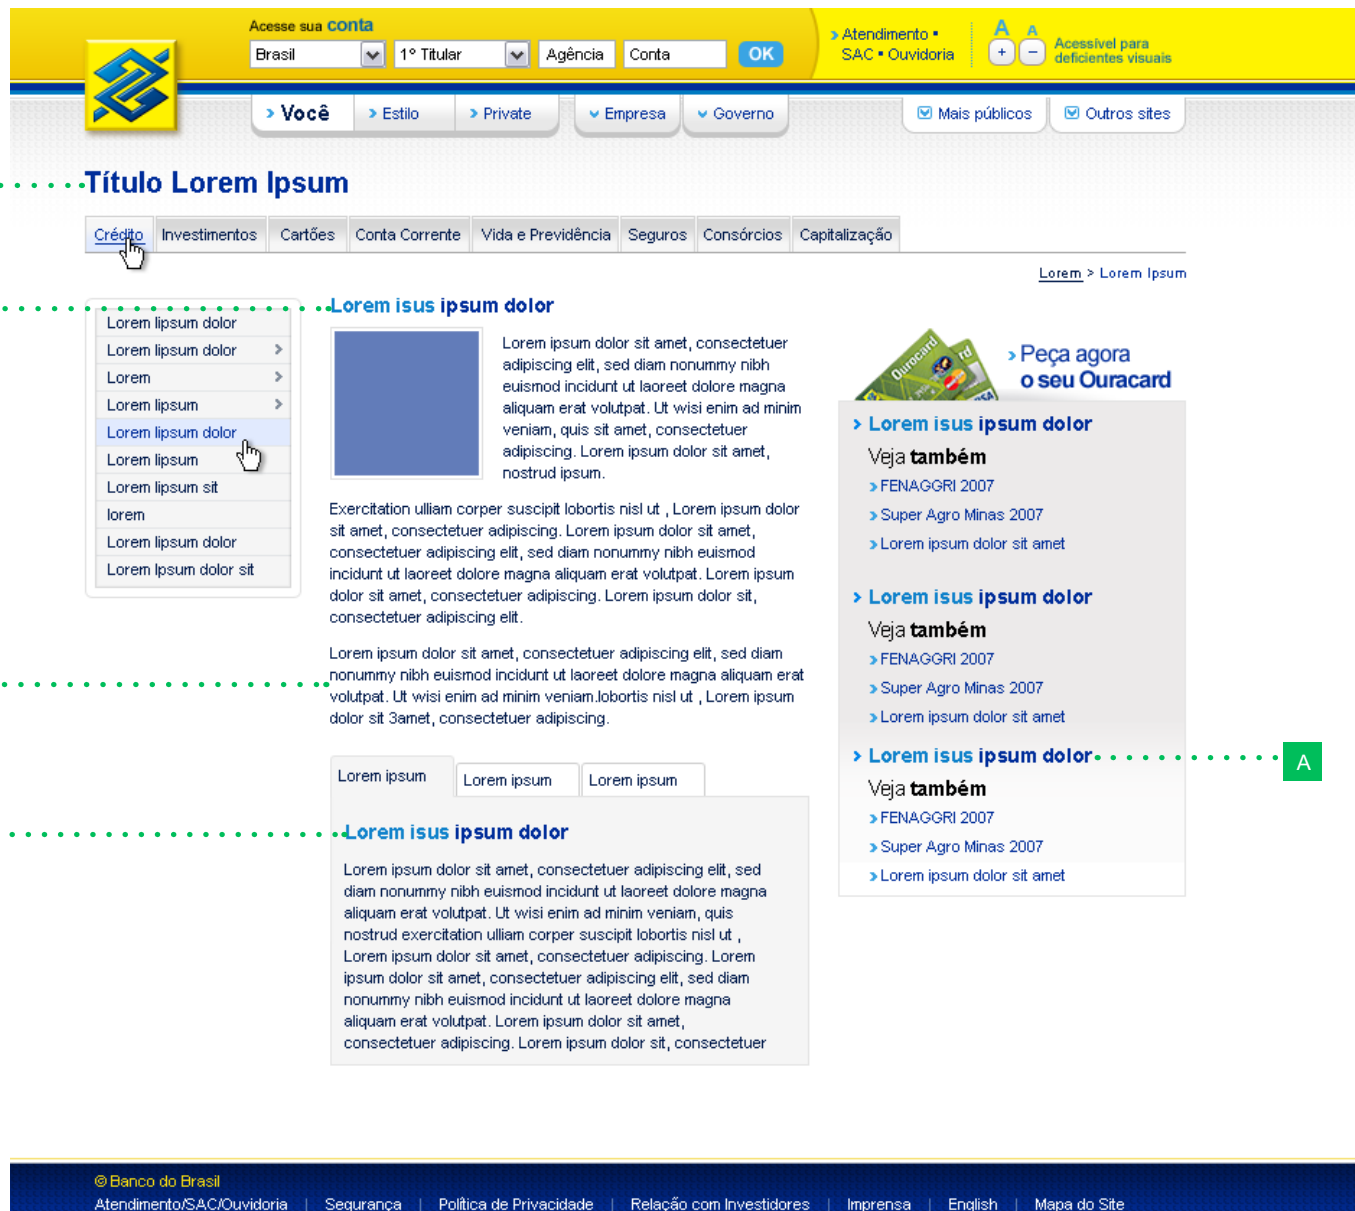 Acesse sua conta
Brasil
1º Titular
Agência
Conta
OK
Atendimento ▪
SAC ▪ Ouvidoria
A A
+ −
Acessível para
deficientes visuais
Você
Estilo
Private
Empresa
Governo
Mais públicos
Outros sites
Título Lorem Ipsum
Crédito
Investimentos
Cartões
Conta Corrente
Vida e Previdência
Seguros
Consórcios
Capitalização
Lorem > Lorem Ipsum
Lorem lipsum dolor
Lorem lipsum dolor
Lorem
Lorem lipsum
Lorem lipsum dolor
Lorem lipsum
Lorem lipsum sit
lorem
Lorem lipsum dolor
Lorem Ipsum dolor sit
Lorem isus ipsum dolor
Lorem ipsum dolor sit amet, consectetuer
adipiscing elit, sed diam nonummy nibh
euismod incidunt ut laoreet dolore magna
aliquam erat volutpat. Ut wisi enim ad minim
veniam, quis sit amet, consectetuer
adipiscing. Lorem ipsum dolor sit amet,
nostrud ipsum.
Exercitation ulliam corper suscipit lobortis nisl ut , Lorem ipsum dolor
sit amet, consectetuer adipiscing. Lorem ipsum dolor sit amet,
consectetuer adipiscing elit, sed diam nonummy nibh euismod
incidunt ut laoreet dolore magna aliquam erat volutpat. Lorem ipsum
dolor sit amet, consectetuer adipiscing. Lorem ipsum dolor sit,
consectetuer adipiscing elit.
Lorem ipsum dolor sit amet, consectetuer adipiscing elit, sed diam
nonummy nibh euismod incidunt ut laoreet dolore magna aliquam erat
volutpat. Ut wisi enim ad minim veniam.lobortis nisl ut , Lorem ipsum
dolor sit 3amet, consectetuer adipiscing.
Lorem ipsum
Lorem ipsum
Lorem ipsum
Lorem isus ipsum dolor
Lorem ipsum dolor sit amet, consectetuer adipiscing elit, sed
diam nonummy nibh euismod incidunt ut laoreet dolore magna
aliquam erat volutpat. Ut wisi enim ad minim veniam, quis
nostrud exercitation ulliam corper suscipit lobortis nisl ut ,
Lorem ipsum dolor sit amet, consectetuer adipiscing. Lorem
ipsum dolor sit amet, consectetuer adipiscing elit, sed diam
nonummy nibh euismod incidunt ut laoreet dolore magna
aliquam erat volutpat. Lorem ipsum dolor sit amet,
consectetuer adipiscing. Lorem ipsum dolor sit, consectetuer
Ourocard
Peça agora
o seu Ouracard
Lorem isus ipsum dolor
Veja também
FENAGGRI 2007
Super Agro Minas 2007
Lorem ipsum dolor sit amet
Lorem isus ipsum dolor
Veja também
FENAGGRI 2007
Super Agro Minas 2007
Lorem ipsum dolor sit amet
Lorem isus ipsum dolor
A
Veja também
FENAGGRI 2007
Super Agro Minas 2007
Lorem ipsum dolor sit amet
© Banco do Brasil
Atendimento/SAC/Ouvidoria | Segurança | Política de Privacidade | Relação com Investidores | Imprensa | English | Mapa do Site